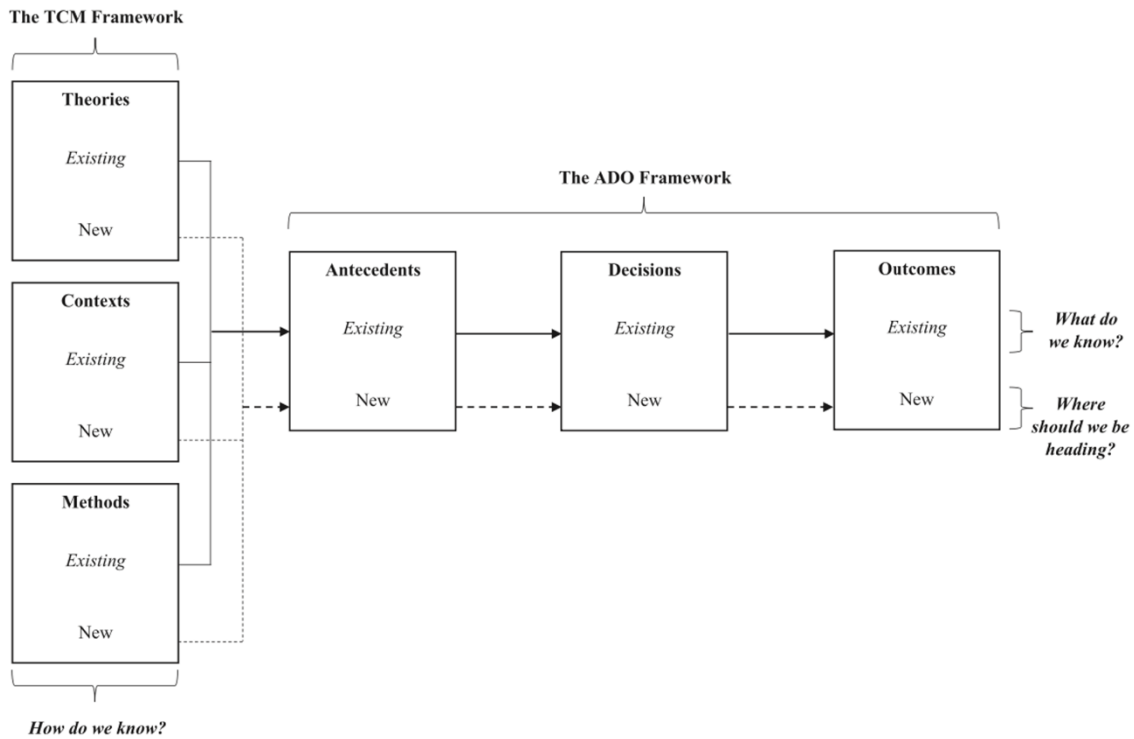 The TCM Framework
Theories
Existing
New
Contexts
Existing
New
Methods
Existing
New
How do we know?
The ADO Framework
Antecedents
Existing
New
Decisions
Existing
New
Outcomes
Existing
New
What do
we know?
Where
should we be
heading?